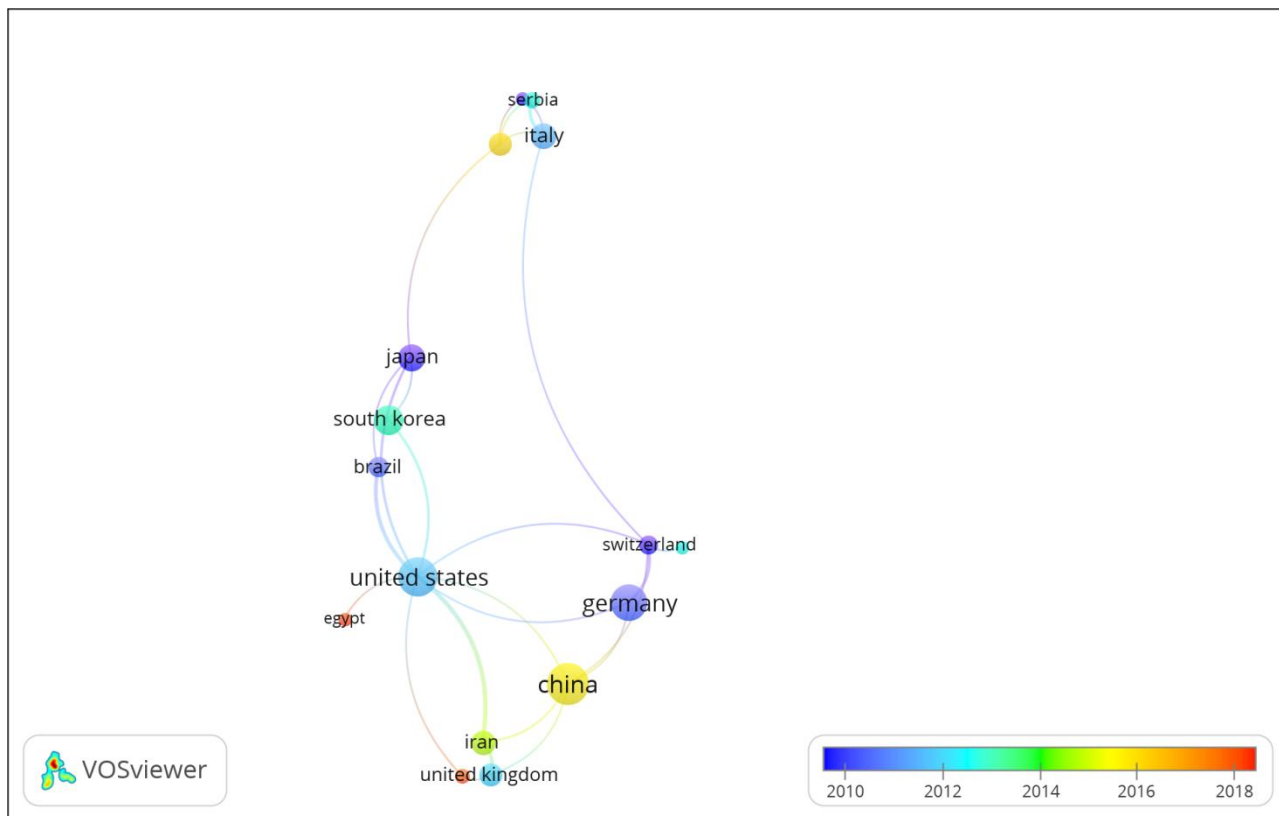 serbia
italy
japan
south korea
brazil
switzerland
united states
germany
egypt
china
iran
united kingdom
VOSviewer
2010 2012 2014 2016 2018